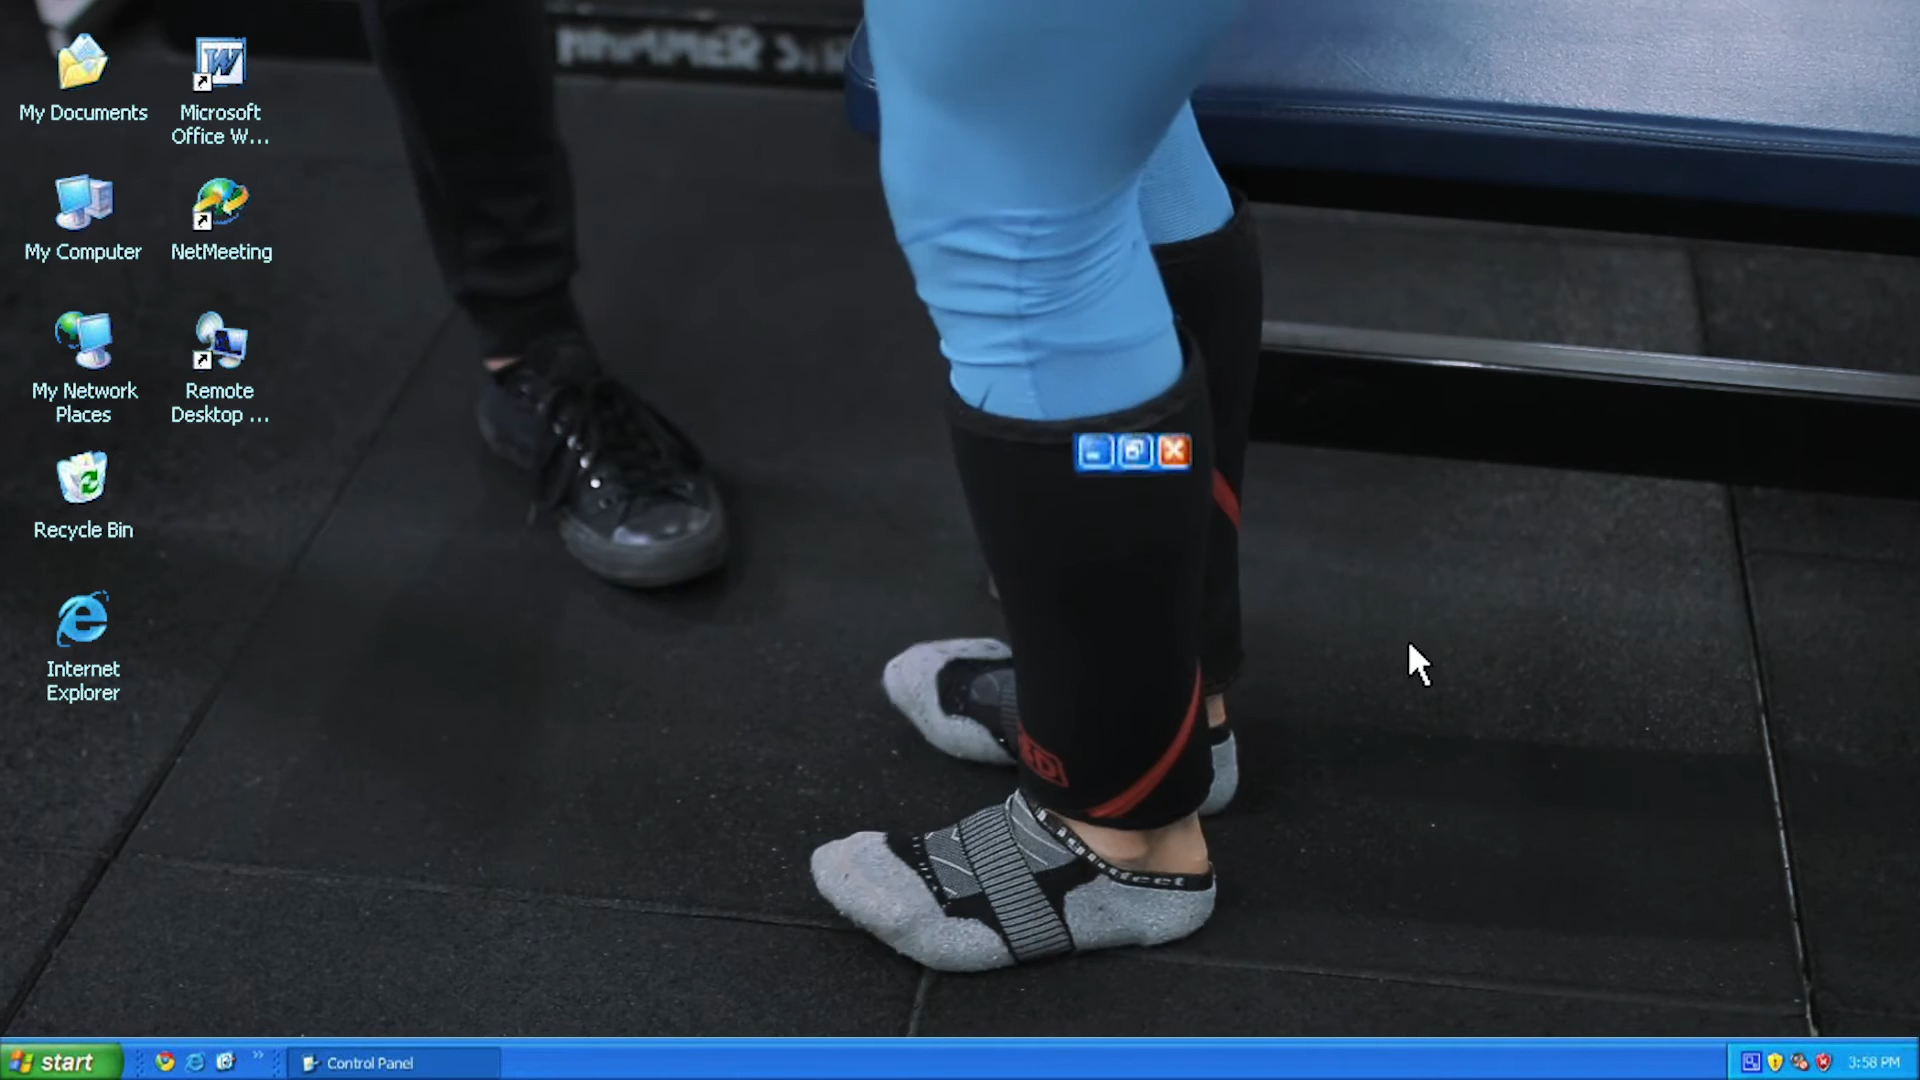 My Documents
Microsoft
Office W...
My Computer
NetMeeting
My Network
Places
Remote
Desktop ...
Recycle Bin
Internet
Explorer
start
Control Panel
3:58 PM